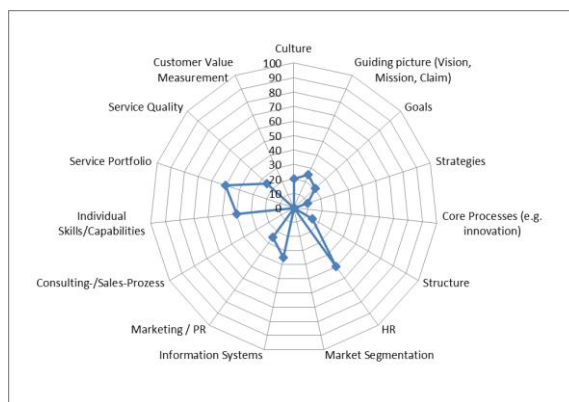 Culture
Customer Value
Measurement
Guiding picture (Vision,
Mission, Claim)
100
90
80
70
60
50
40
30
20
10
0
Service Quality
Goals
Service Portfolio
Strategies
Individual
Skills/Capabilities
Core Processes (e.g.
innovation)
Consulting-/Sales-Prozess
Structure
Marketing / PR
HR
Information Systems
Market Segmentation